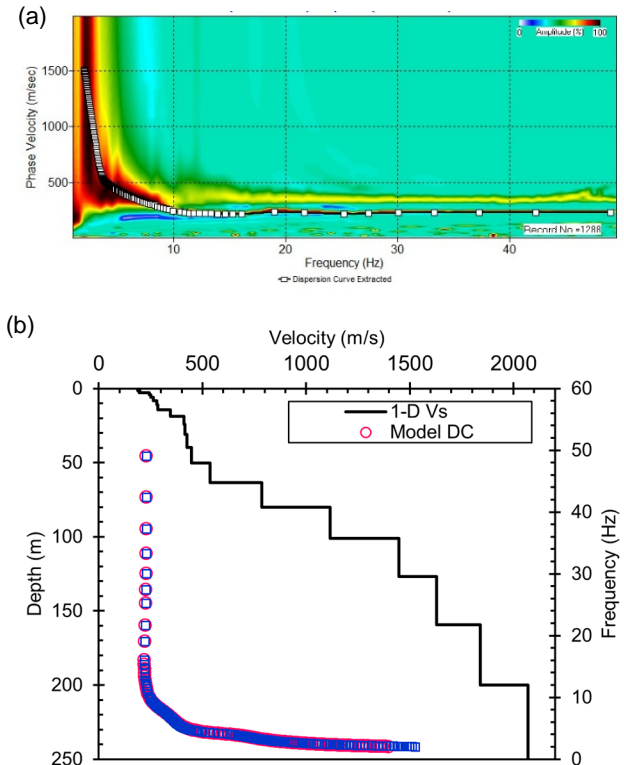 (a)
0 Amplitude (%) 100
1500
1000
500
Phase Velocity (m/sec)
Record No =1288
10 20 30 40
Frequency (Hz)
Dispersion Curve Extracted
(b)
Velocity (m/s)
0 500 1000 1500 2000
0 50 100 150 200 250
Depth (m)
1-D Vs
Model DC
60 50 40 30 20 10 0
Frequency (Hz)